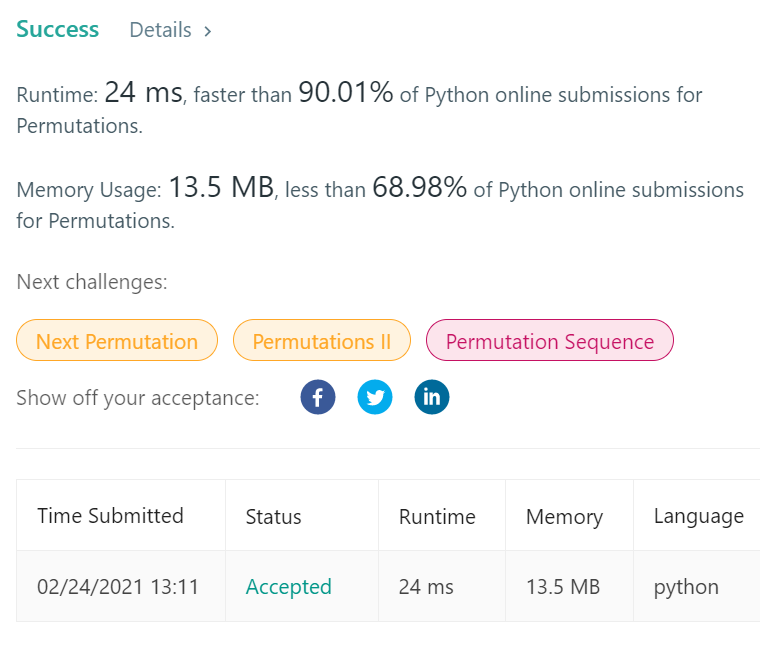 Success Details >
Runtime: 24 ms, faster than 90.01% of Python online submissions for
Permutations.
Memory Usage: 13.5 MB, less than 68.98% of Python online submissions
for Permutations.
Next challenges:
Next Permutation Permutations II Permutation Sequence
Show off your acceptance: f in
Time Submitted Status Runtime Memory Language
02/24/2021 13:11 Accepted 24 ms 13.5 MB python